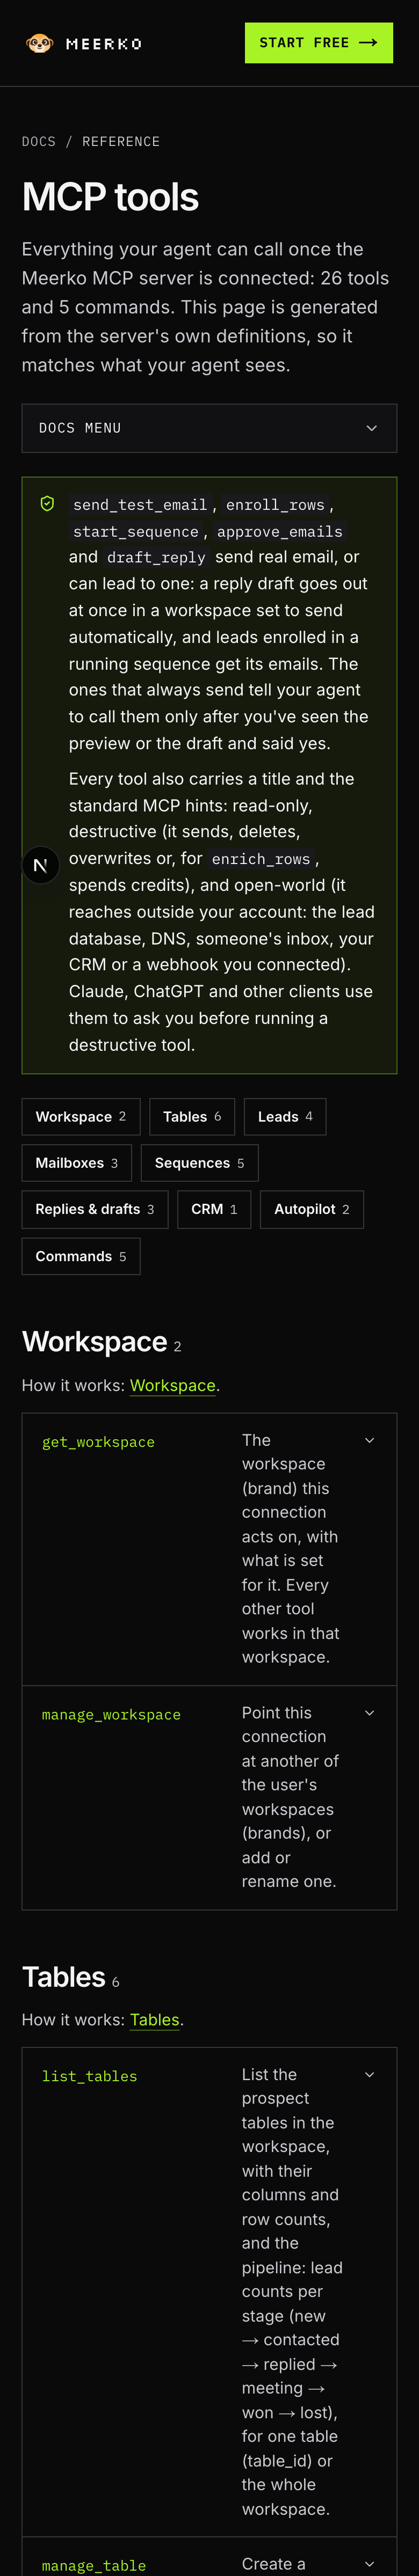 MEERKO
START FREE →
DOCS / REFERENCE
MCP tools
Everything your agent can call once the
Meerko MCP server is connected: 26 tools
and 5 commands. This page is generated
from the server's own definitions, so it
matches what your agent sees.
DOCS MENU
send_test_email, enroll_rows,
start_sequence, approve_emails
and draft_reply send real email, or
can lead to one: a reply draft goes out
at once in a workspace set to send
automatically, and leads enrolled in a
running sequence get its emails. The
ones that always send tell your agent
to call them only after you've seen the
preview or the draft and said yes.
Every tool also carries a title and the
standard MCP hints: read-only,
destructive (it sends, deletes,
overwrites or, for enrich_rows,
spends credits), and open-world (it
reaches outside your account: the lead
database, DNS, someone's inbox, your
CRM or a webhook you connected).
Claude, ChatGPT and other clients use
them to ask you before running a
destructive tool.
N
Workspace 2 Tables 6 Leads 4
Mailboxes 3 Sequences 5
Replies & drafts 3 CRM 1 Autopilot 2
Commands 5
Workspace 2
How it works: Workspace.
get_workspace
The
workspace
(brand) this
connection
acts on, with
what is set
for it. Every
other tool
works in that
workspace.
manage_workspace
Point this
connection
at another of
the user's
workspaces
(brands), or
add or
rename one.
Tables 6
How it works: Tables.
list_tables
List the
prospect
tables in the
workspace,
with their
columns and
row counts,
and the
pipeline: lead
counts per
stage (new
→ contacted
→ replied →
meeting →
won → lost),
for one table
(table_id) or
the whole
workspace.
manage_table
Create a